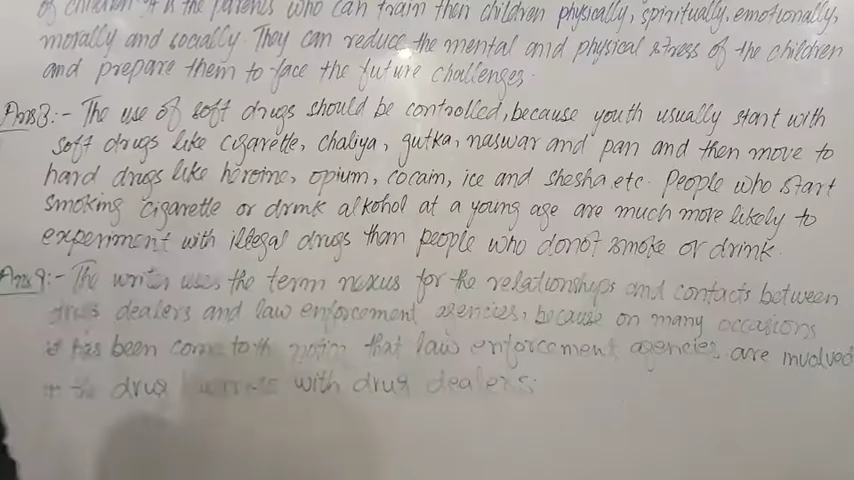 of children. It is the parents who can train their children physically, spiritually, emotionally,
morally and socially. They can reduce the mental and physical stress of the children
and prepare them to face the future challenges.
Ans8:- The use of soft drugs should be controlled, because youth usually start with
soft drugs like cigarette, chaliya, gutka, naswar and pan and then move to
hard drugs like heroine, opium, cocain, ice and shesha etc. People who start
smoking cigarette or drink alkohol at a young age are much more likely to
experiment with illegal drugs than people who donot smoke or drink.
Ans9:- The writer uses the term nexus for the relationships and contacts between
drugs dealers and law enforcement agencies, because on many occasions
it has been come to that law enforcement agencies are involved
in the drug with drug dealers.